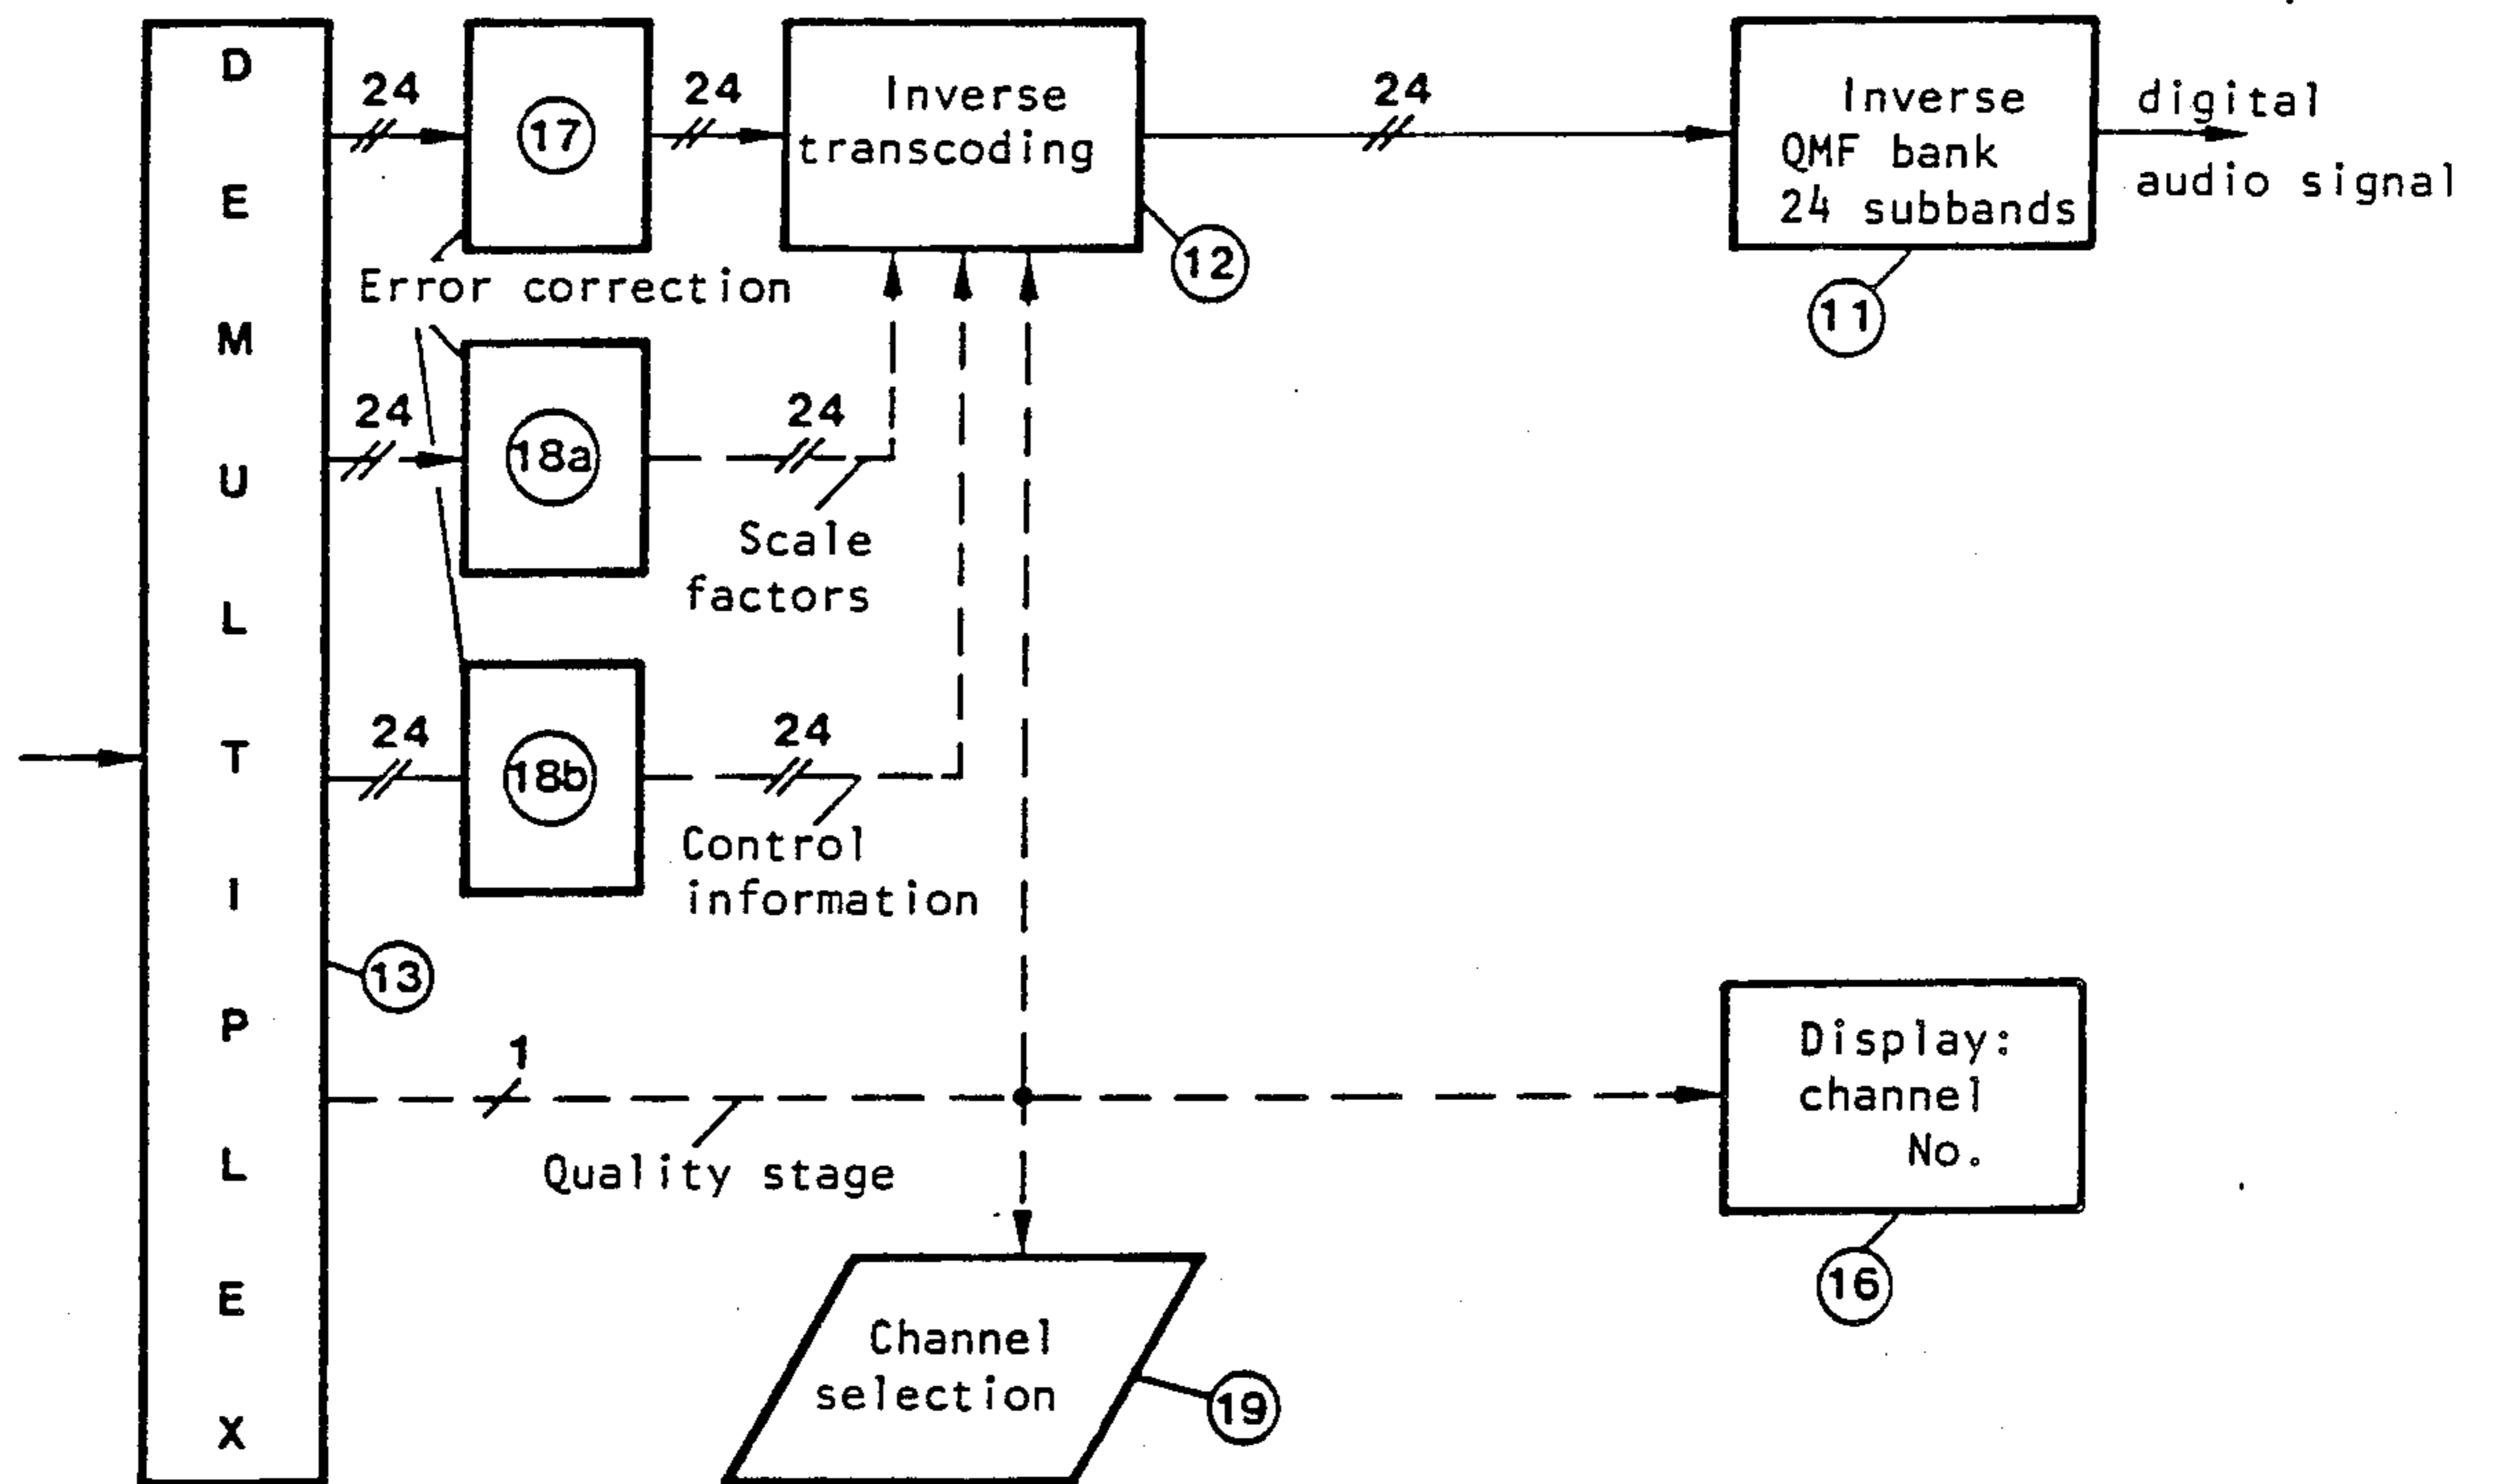 DEMULTIPLEX
24
17
24
Inverse
transcoding
12
24
Inverse
QMF bank
24 subbands
11
digital
audio signal
Error correction
24
18a
24
Scale
factors
24
18b
24
Control
information
13
1
Quality stage
Display:
channel
No.
16
Channel
selection
19